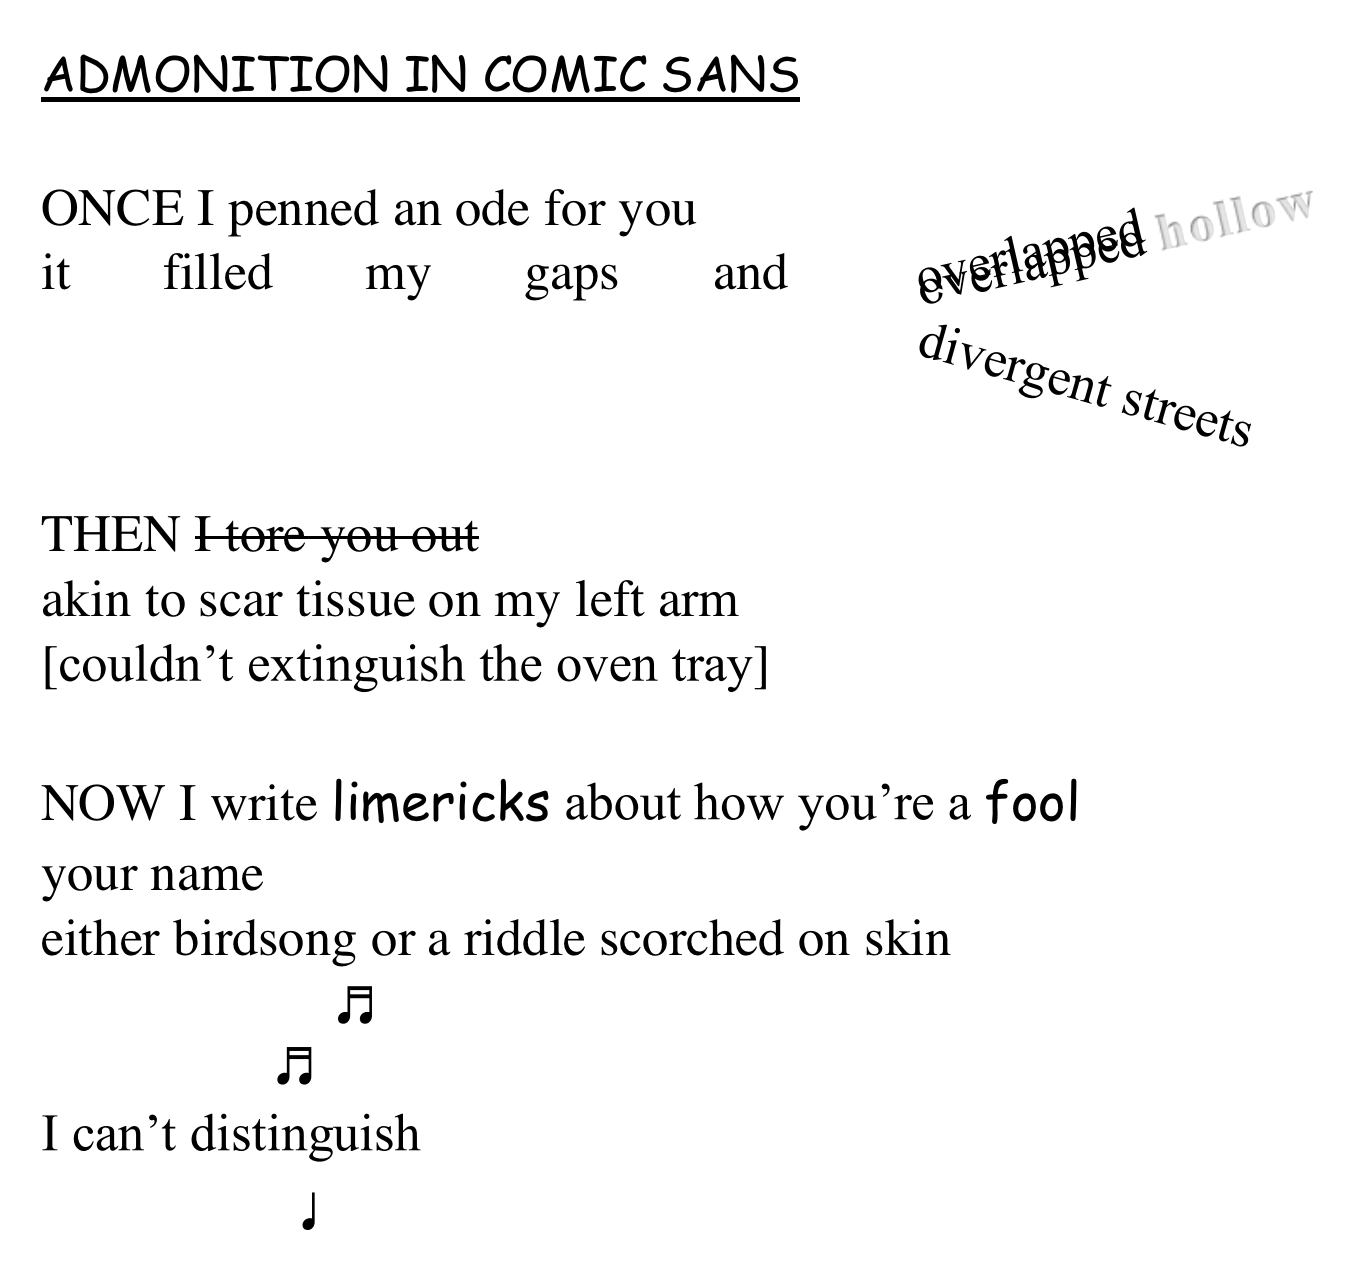 ADMONITION IN COMIC SANS
ONCE I penned an ode for you
it filled my gaps and overlapped overlapped hollow
divergent streets
THEN I tore you out
akin to scar tissue on my left arm
[couldn’t extinguish the oven tray]
NOW I write limericks about how you’re a fool
your name
either birdsong or a riddle scorched on skin
♬
♬
I can’t distinguish
♩